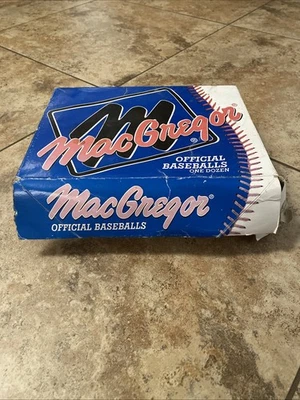 M
MacGregor®
OFFICIAL
BASEBALLS
ONE DOZEN
MacGregor®
OFFICIAL BASEBALLS